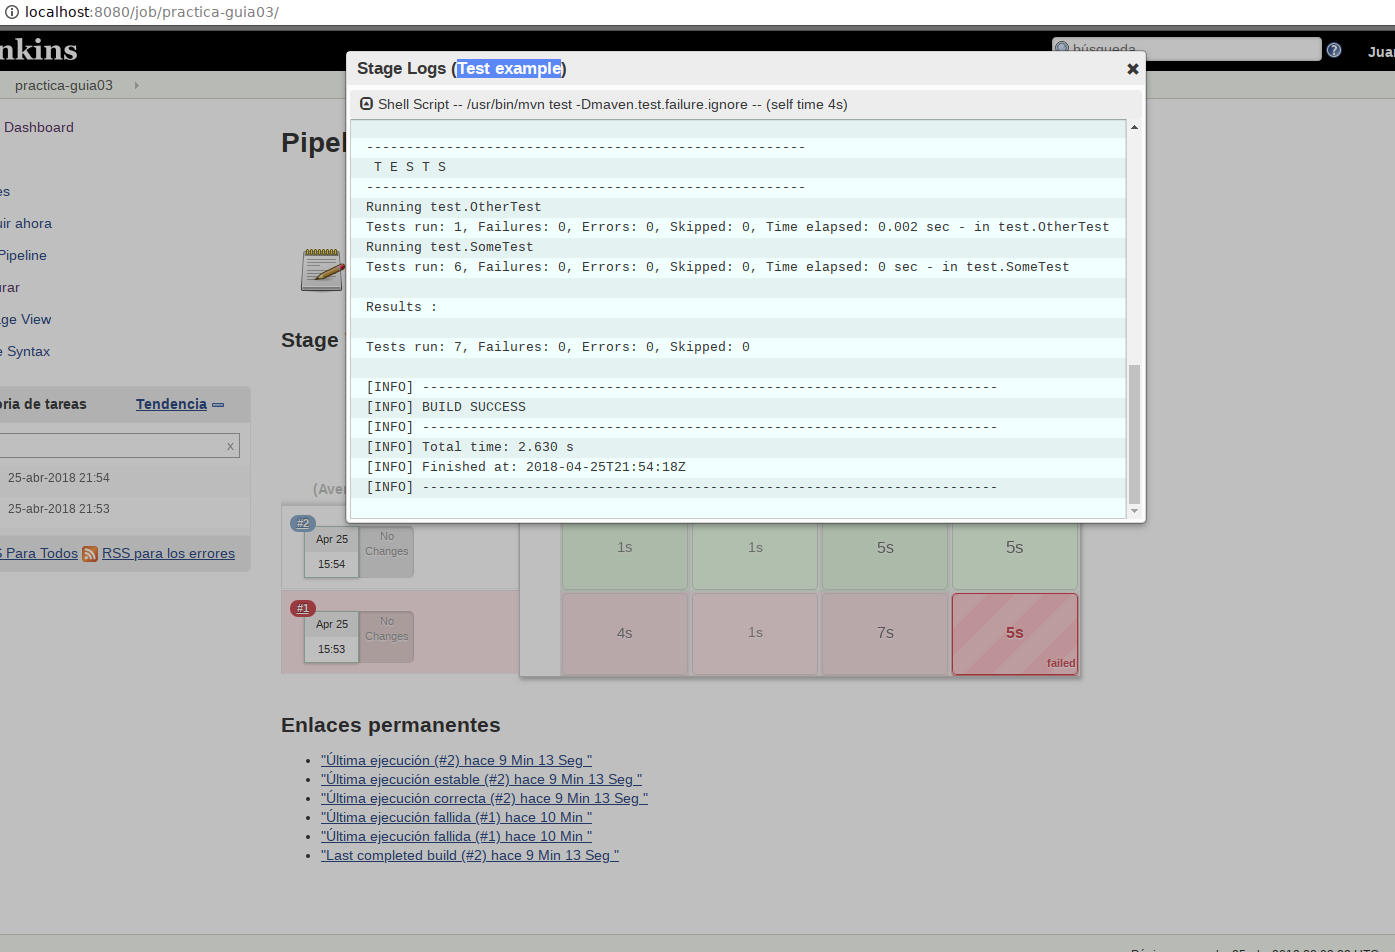 localhost:8080/job/practica-guia03/
nkins
búsqueda
practica-guia03
Dashboard
Pipeline
Stage
Stage Logs (Test example)
Shell Script -- /usr/bin/mvn test -Dmaven.test.failure.ignore -- (self time 4s)
-------------------------------------------------------
T E S T S
-------------------------------------------------------
Running test.OtherTest
Tests run: 1, Failures: 0, Errors: 0, Skipped: 0, Time elapsed: 0.002 sec - in test.OtherTest
Running test.SomeTest
Tests run: 6, Failures: 0, Errors: 0, Skipped: 0, Time elapsed: 0 sec - in test.SomeTest
Results :
Tests run: 7, Failures: 0, Errors: 0, Skipped: 0
[INFO] ------------------------------------------------------------------------
[INFO] BUILD SUCCESS
[INFO] ------------------------------------------------------------------------
[INFO] Total time: 2.630 s
[INFO] Finished at: 2018-04-25T21:54:18Z
[INFO] ------------------------------------------------------------------------
ir ahora
Pipeline
rar
ge View
e Syntax
ria de tareas Tendencia
x
25-abr-2018 21:54
25-abr-2018 21:53
S Para Todos RSS para los errores
#2
Apr 25
15:54
No
Changes
1s 1s 5s 5s
#1
Apr 25
15:53
No
Changes
4s 1s 7s 5s
failed
Enlaces permanentes
"Última ejecución (#2) hace 9 Min 13 Seg "
"Última ejecución estable (#2) hace 9 Min 13 Seg "
"Última ejecución correcta (#2) hace 9 Min 13 Seg "
"Última ejecución fallida (#1) hace 10 Min "
"Última ejecución fallida (#1) hace 10 Min "
"Last completed build (#2) hace 9 Min 13 Seg "